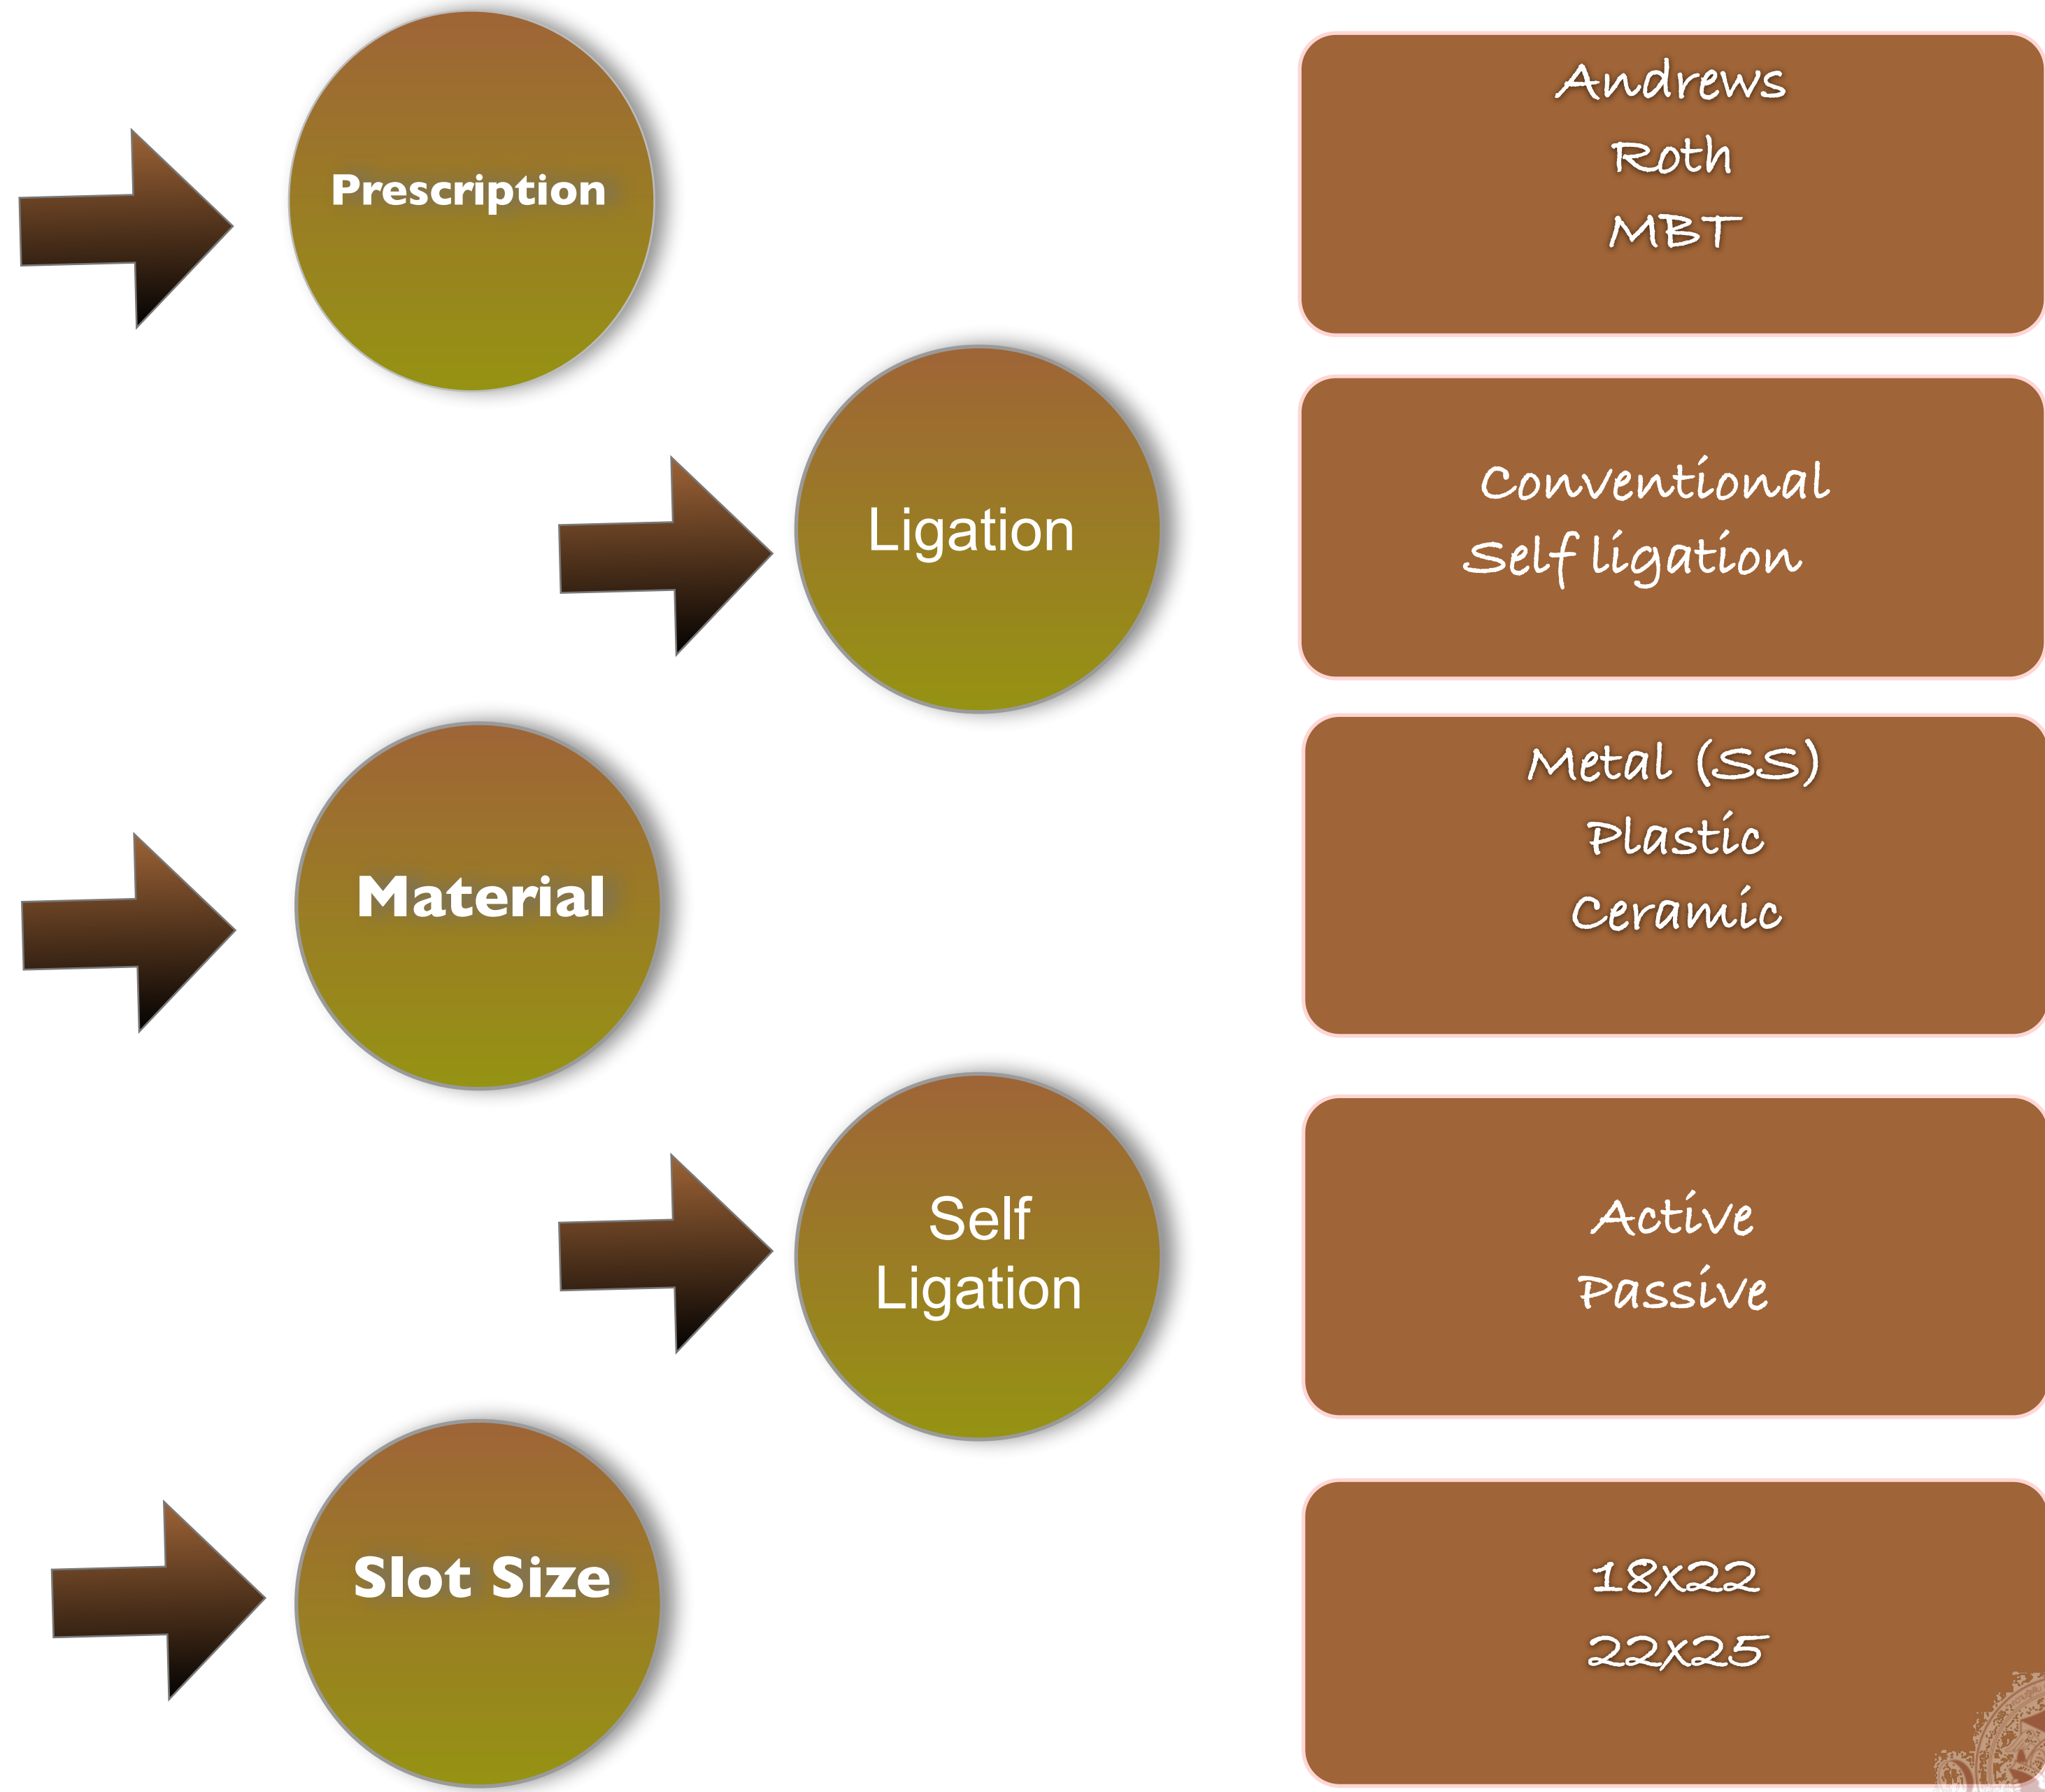 Prescription
Andrews
Roth
MBT
Ligation
Conventional
Self ligation
Material
Metal (SS)
Plastic
Ceramic
Self
Ligation
Active
Passive
Slot Size
18x22
22x25